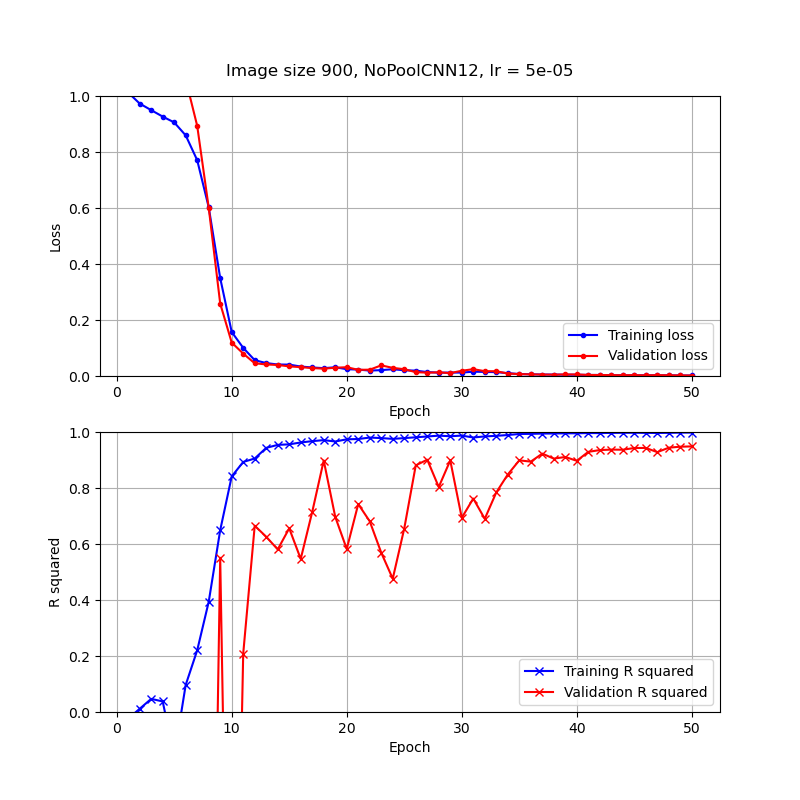 Image size 900, NoPoolCNN12, lr = 5e-05
1.0
0.8
0.6
0.4
0.2
0.0
Loss
Training loss
Validation loss
0 10 20 30 40 50
Epoch
1.0
0.8
0.6
0.4
0.2
0.0
R squared
Training R squared
Validation R squared
0 10 20 30 40 50
Epoch